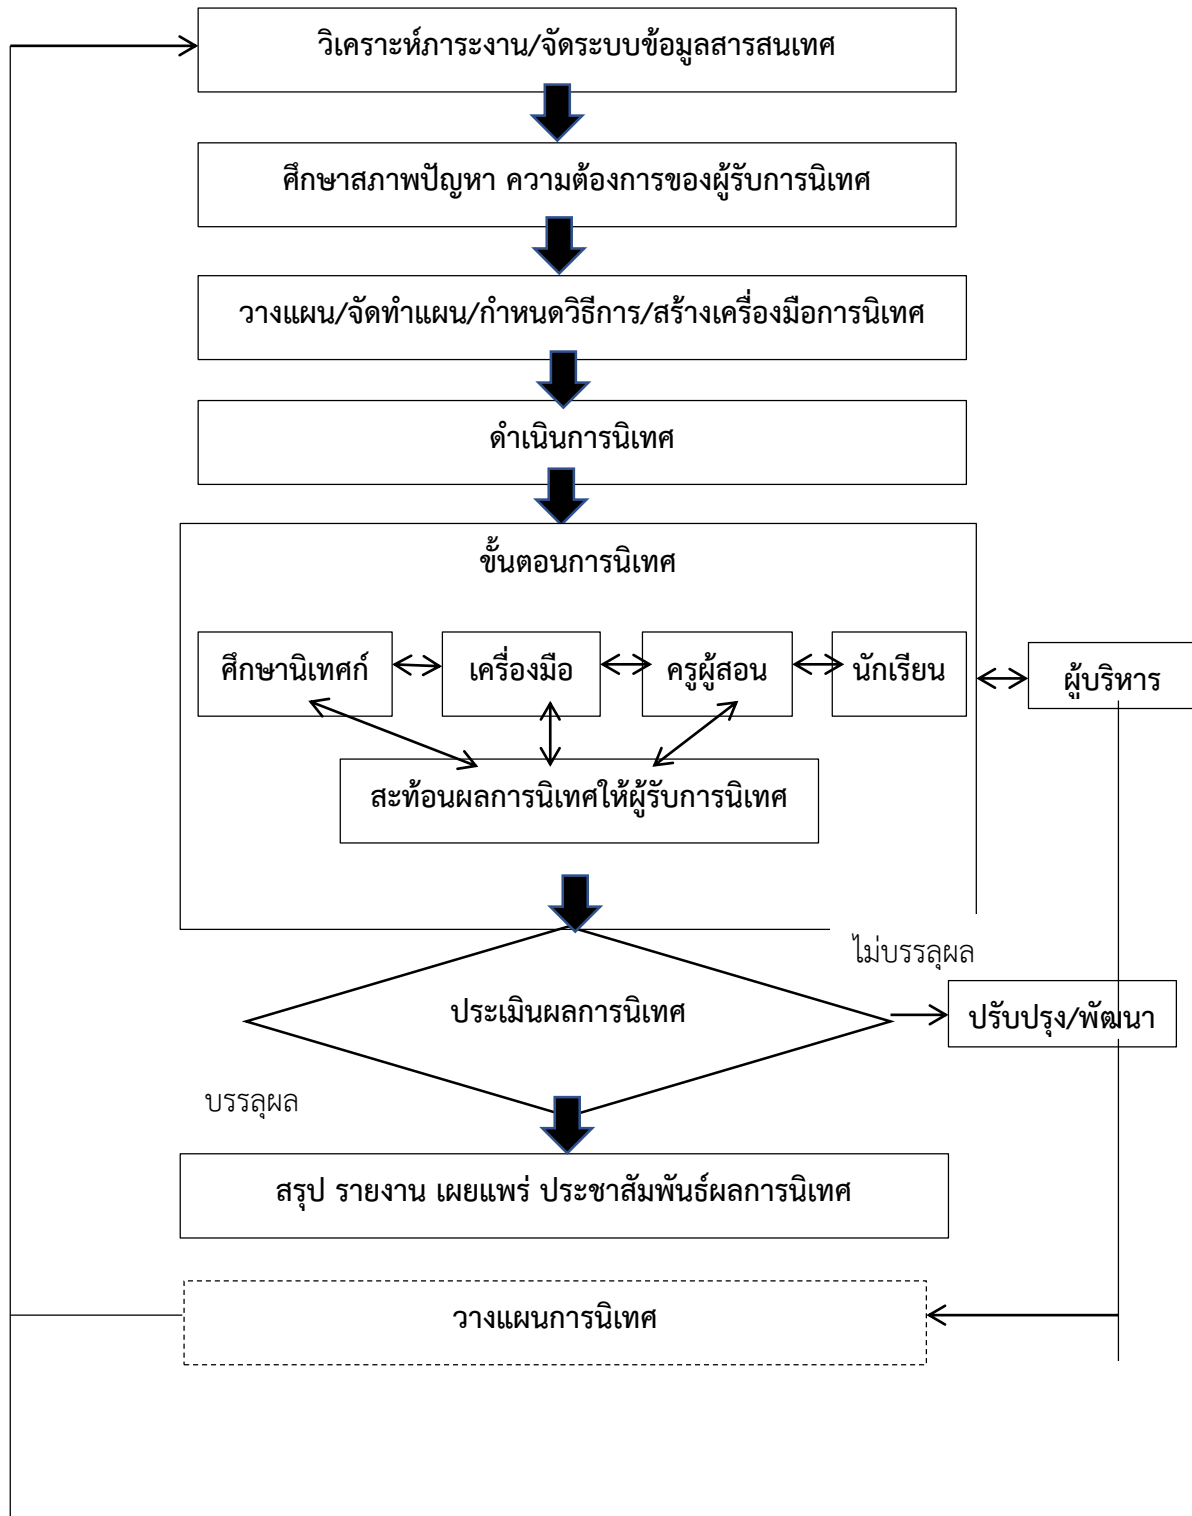 วิเคราะห์ภาระงาน/จัดระบบข้อมูลสารสนเทศ
ศึกษาสภาพปัญหา ความต้องการของผู้รับการนิเทศ
วางแผน/จัดทำแผน/กำหนดวิธีการ/สร้างเครื่องมือการนิเทศ
ดำเนินการนิเทศ
ขั้นตอนการนิเทศ
ศึกษานิเทศก์
เครื่องมือ
ครูผู้สอน
นักเรียน
ผู้บริหาร
สะท้อนผลการนิเทศให้ผู้รับการนิเทศ
ไม่บรรลุผล
ประเมินผลการนิเทศ
ปรับปรุง/พัฒนา
บรรลุผล
สรุป รายงาน เผยแพร่ ประชาสัมพันธ์ผลการนิเทศ
วางแผนการนิเทศ